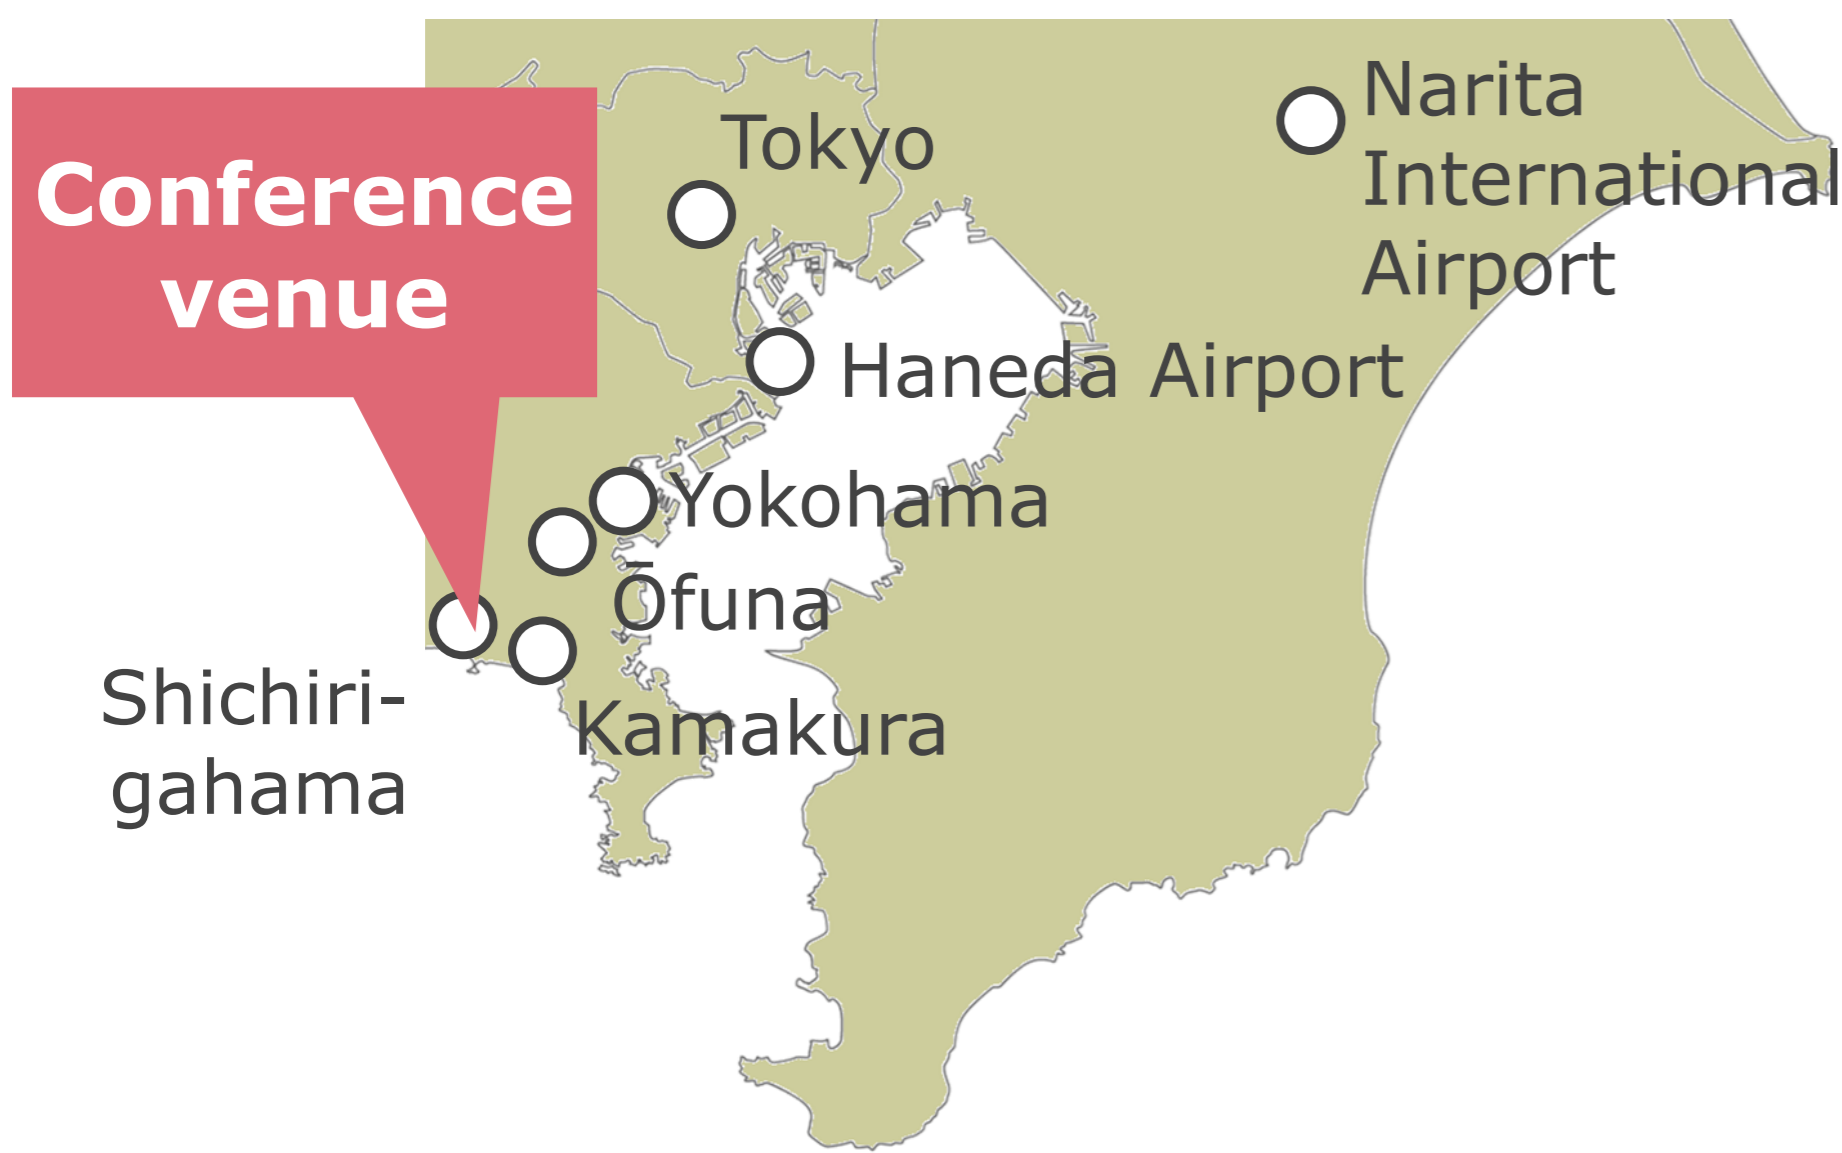 Conference
venue
Tokyo
Narita
International
Airport
Haneda Airport
Yokohama
Ōfuna
Shichiri-
gahama
Kamakura